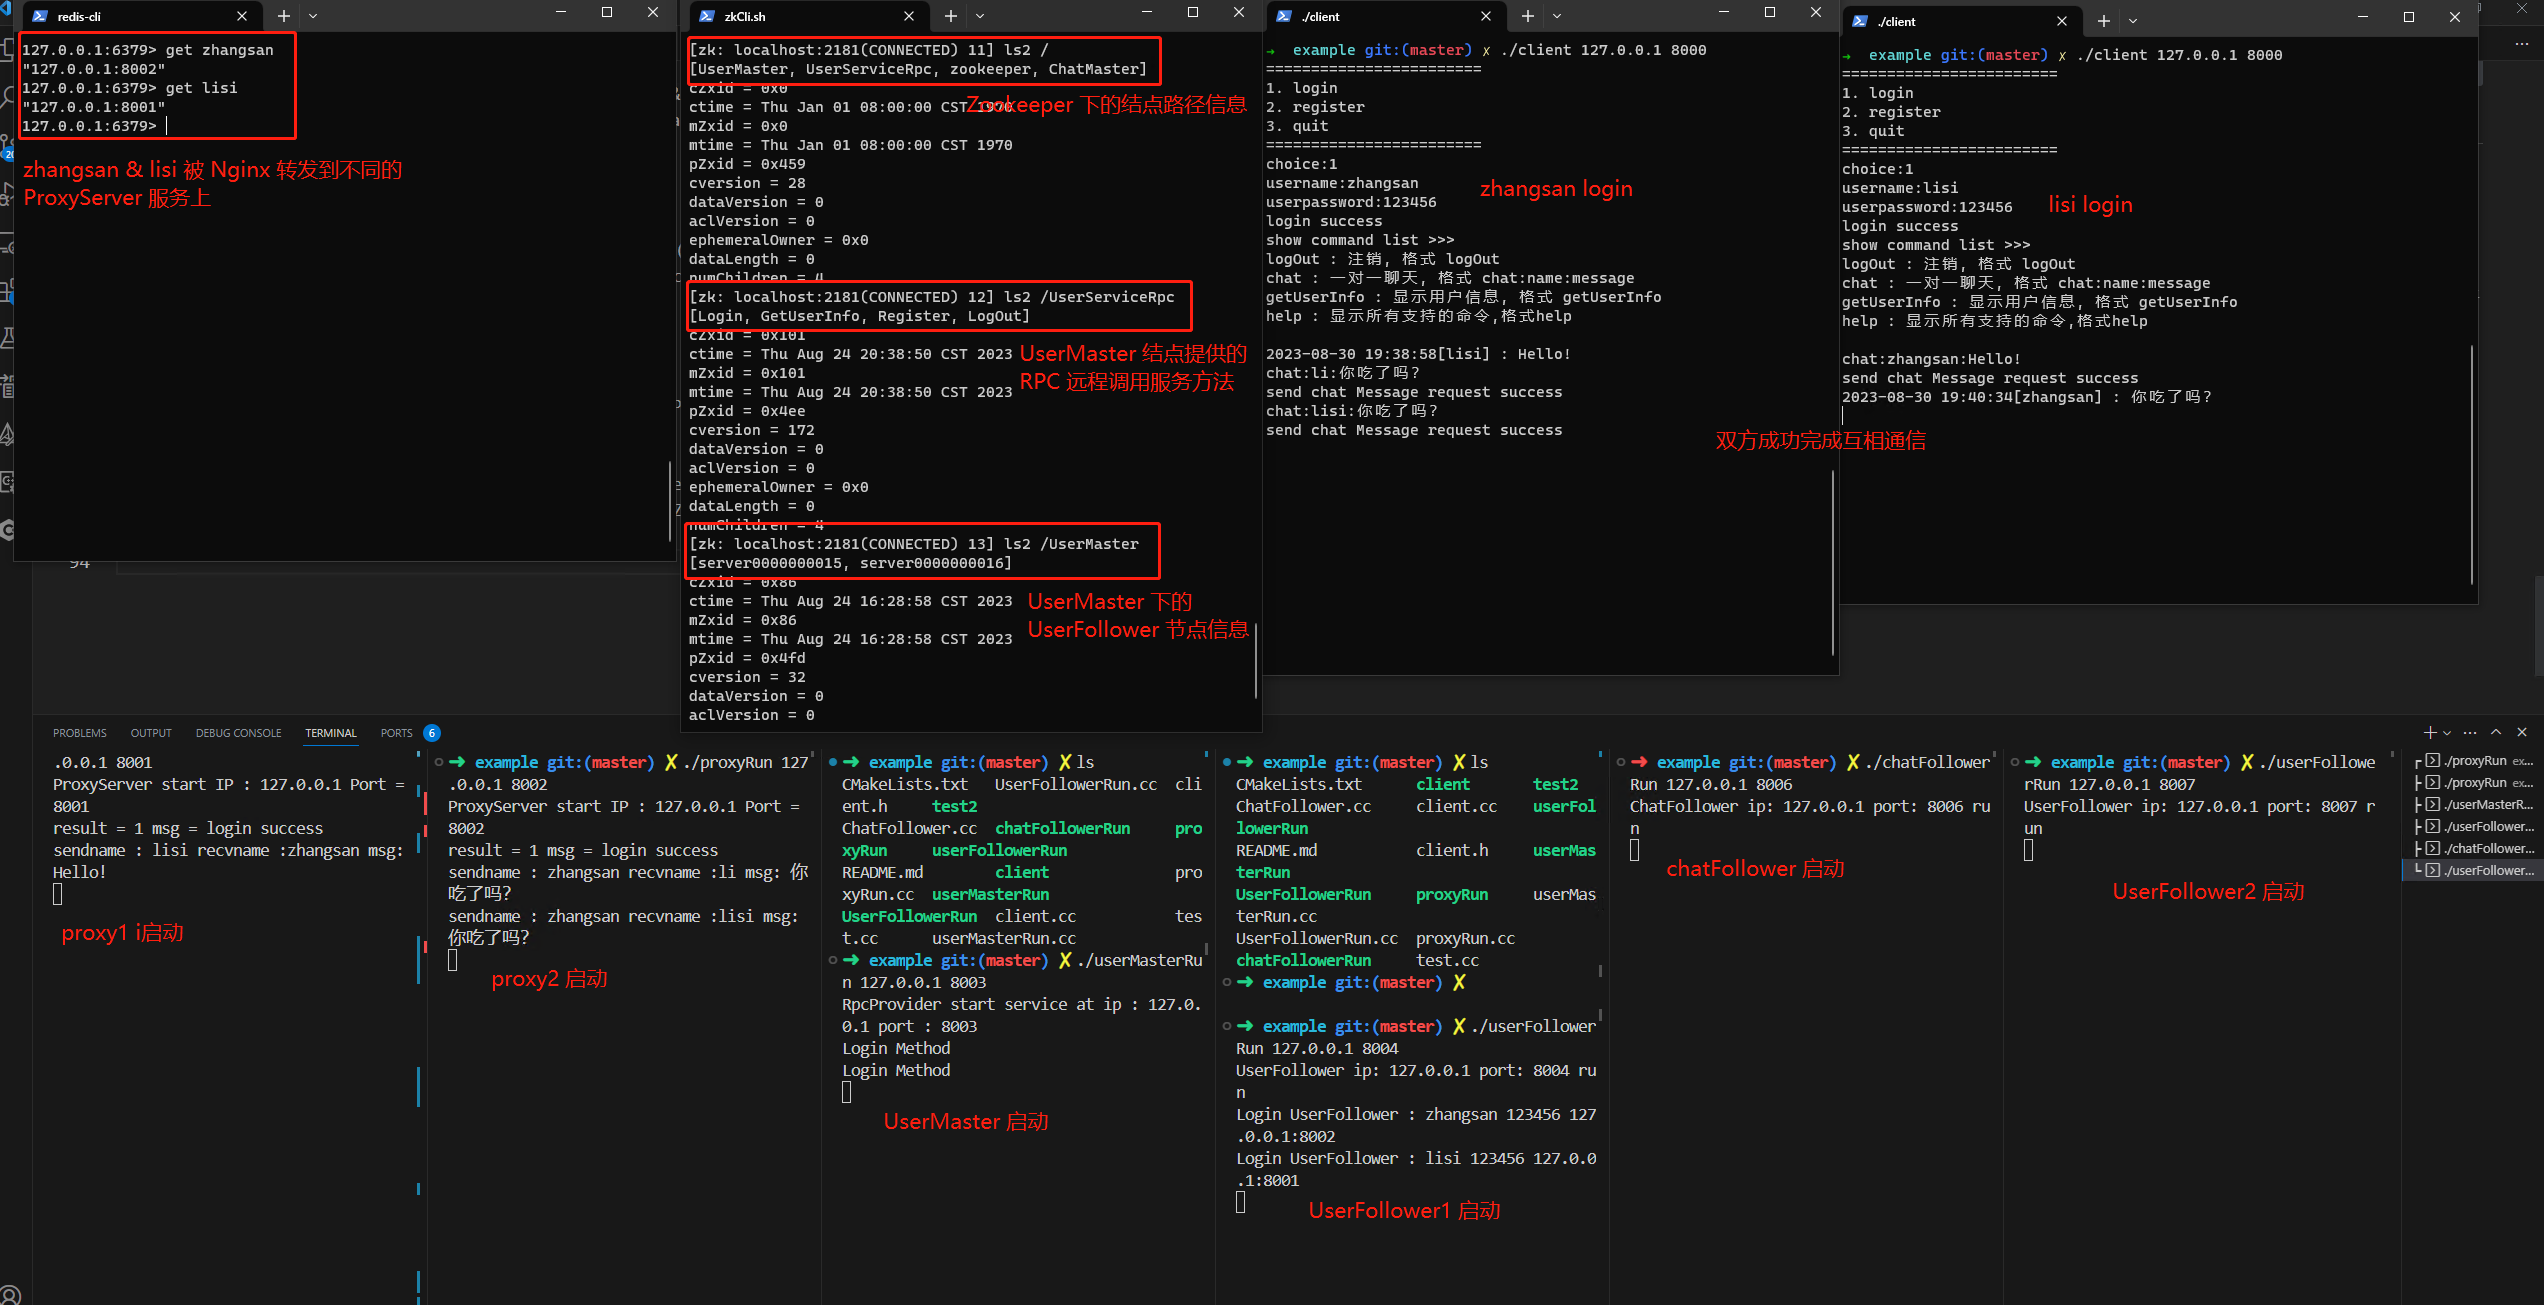 redis-cli
127.0.0.1:6379> get zhangsan
"127.0.0.1:8002"
127.0.0.1:6379> get lisi
"127.0.0.1:8001"
127.0.0.1:6379>
zhangsan & lisi 被 Nginx 转发到不同的
ProxyServer 服务上
zkCli.sh
[zk: localhost:2181(CONNECTED) 11] ls2 /
[UserMaster, UserServiceRpc, zookeeper, ChatMaster]
cZxid = 0x0
Zookeeper 下的结点路径信息
ctime = Thu Jan 01 08:00:00 CST 1970
mZxid = 0x0
mtime = Thu Jan 01 08:00:00 CST 1970
pZxid = 0x459
cversion = 28
dataVersion = 0
aclVersion = 0
ephemeralOwner = 0x0
dataLength = 0
numChildren = 4
[zk: localhost:2181(CONNECTED) 12] ls2 /UserServiceRpc
[Login, GetUserInfo, Register, LogOut]
cZxid = 0x101
ctime = Thu Aug 24 20:38:50 CST 2023
mZxid = 0x101
mtime = Thu Aug 24 20:38:50 CST 2023
UserMaster 结点提供的
RPC 远程调用服务方法
pZxid = 0x4ee
cversion = 172
dataVersion = 0
aclVersion = 0
ephemeralOwner = 0x0
dataLength = 0
numChildren = 4
[zk: localhost:2181(CONNECTED) 13] ls2 /UserMaster
[server0000000015, server0000000016]
cZxid = 0x86
ctime = Thu Aug 24 16:28:58 CST 2023
mZxid = 0x86
mtime = Thu Aug 24 16:28:58 CST 2023
UserMaster 下的
UserFollower 节点信息
pZxid = 0x4fd
cversion = 32
dataVersion = 0
aclVersion = 0
./client
➜ example git:(master) ✗ ./client 127.0.0.1 8000
========================
1. login
2. register
3. quit
========================
choice:1
username:zhangsan
userpassword:123456
zhangsan login
login success
show command list >>>
logOut : 注销, 格式 logOut
chat : 一对一聊天, 格式 chat:name:message
getUserInfo : 显示用户信息, 格式 getUserInfo
help : 显示所有支持的命令,格式help
2023-08-30 19:38:58[lisi] : Hello!
chat:li:你吃了吗?
send chat Message request success
chat:lisi:你吃了吗?
send chat Message request success
双方成功完成互相通信
./client
➜ example git:(master) ✗ ./client 127.0.0.1 8000
========================
1. login
2. register
3. quit
========================
choice:1
username:lisi
userpassword:123456
lisi login
login success
show command list >>>
logOut : 注销, 格式 logOut
chat : 一对一聊天, 格式 chat:name:message
getUserInfo : 显示用户信息, 格式 getUserInfo
help : 显示所有支持的命令,格式help
chat:zhangsan:Hello!
send chat Message request success
2023-08-30 19:40:34[zhangsan] : 你吃了吗?
94
PROBLEMS OUTPUT DEBUG CONSOLE TERMINAL PORTS 6
.0.0.1 8001
ProxyServer start IP : 127.0.0.1 Port =
8001
result = 1 msg = login success
sendname : lisi recvname :zhangsan msg:
Hello!
proxy1 i启动
➜ example git:(master) ✗ ./proxyRun 127
.0.0.1 8002
ProxyServer start IP : 127.0.0.1 Port =
8002
result = 1 msg = login success
sendname : zhangsan recvname :li msg: 你
吃了吗?
sendname : zhangsan recvname :lisi msg:
你吃了吗?
proxy2 启动
➜ example git:(master) ✗ ls
CMakeLists.txt UserFollowerRun.cc cli
ent.h test2
ChatFollower.cc chatFollowerRun pro
xyRun userFollowerRun
README.md client pro
xyRun.cc userMasterRun
UserFollowerRun client.cc tes
t.cc userMasterRun.cc
➜ example git:(master) ✗ ./userMasterRu
n 127.0.0.1 8003
RpcProvider start service at ip : 127.0.
0.1 port : 8003
Login Method
Login Method
UserMaster 启动
➜ example git:(master) ✗ ls
CMakeLists.txt client test2
ChatFollower.cc client.cc userFol
lowerRun
README.md client.h userMas
terRun
UserFollowerRun proxyRun userMas
terRun.cc
UserFollowerRun.cc proxyRun.cc
chatFollowerRun test.cc
➜ example git:(master) ✗
➜ example git:(master) ✗ ./userFollower
Run 127.0.0.1 8004
UserFollower ip: 127.0.0.1 port: 8004 ru
n
Login UserFollower : zhangsan 123456 127
.0.0.1:8002
Login UserFollower : lisi 123456 127.0.0
.1:8001
UserFollower1 启动
➜ example git:(master) ✗ ./chatFollower
Run 127.0.0.1 8006
ChatFollower ip: 127.0.0.1 port: 8006 ru
n
chatFollower 启动
➜ example git:(master) ✗ ./userFollowe
rRun 127.0.0.1 8007
UserFollower ip: 127.0.0.1 port: 8007 r
un
UserFollower2 启动
./proxyRun ex...
./proxyRun ex...
./userMasterR...
./userFollower...
./chatFollower...
./userFollower...